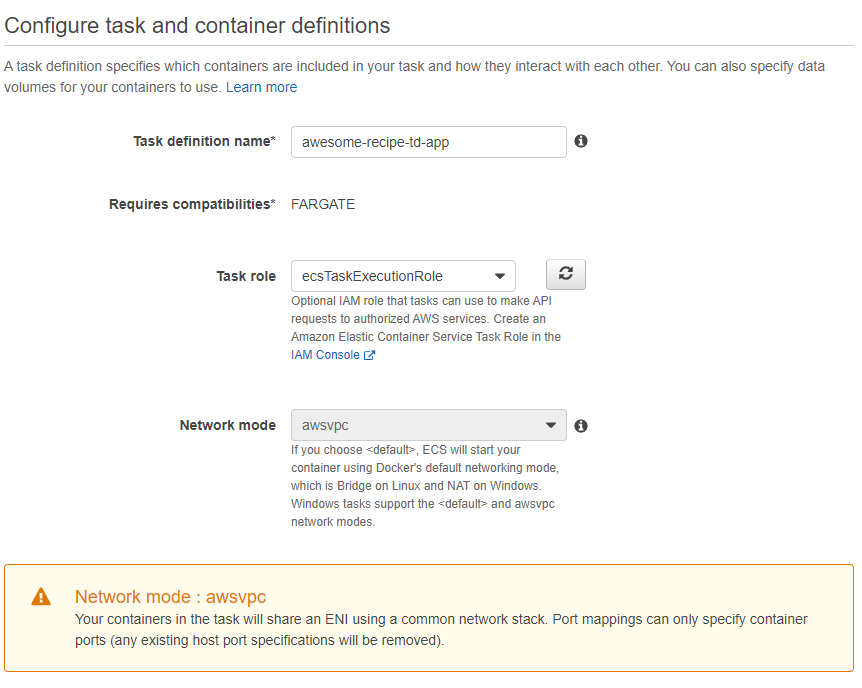 Configure task and container definitions
A task definition specifies which containers are included in your task and how they interact with each other. You can also specify data
volumes for your containers to use. Learn more
Task definition name* awesome-recipe-td-app
Requires compatibilities* FARGATE
Task role ecsTaskExecutionRole
Optional IAM role that tasks can use to make API
requests to authorized AWS services. Create an
Amazon Elastic Container Service Task Role in the
IAM Console
Network mode awsvpc
If you choose <default>, ECS will start your
container using Docker's default networking mode,
which is Bridge on Linux and NAT on Windows.
Windows tasks support the <default> and awsvpc
network modes.
Network mode : awsvpc
Your containers in the task will share an ENI using a common network stack. Port mappings can only specify container
ports (any existing host port specifications will be removed).